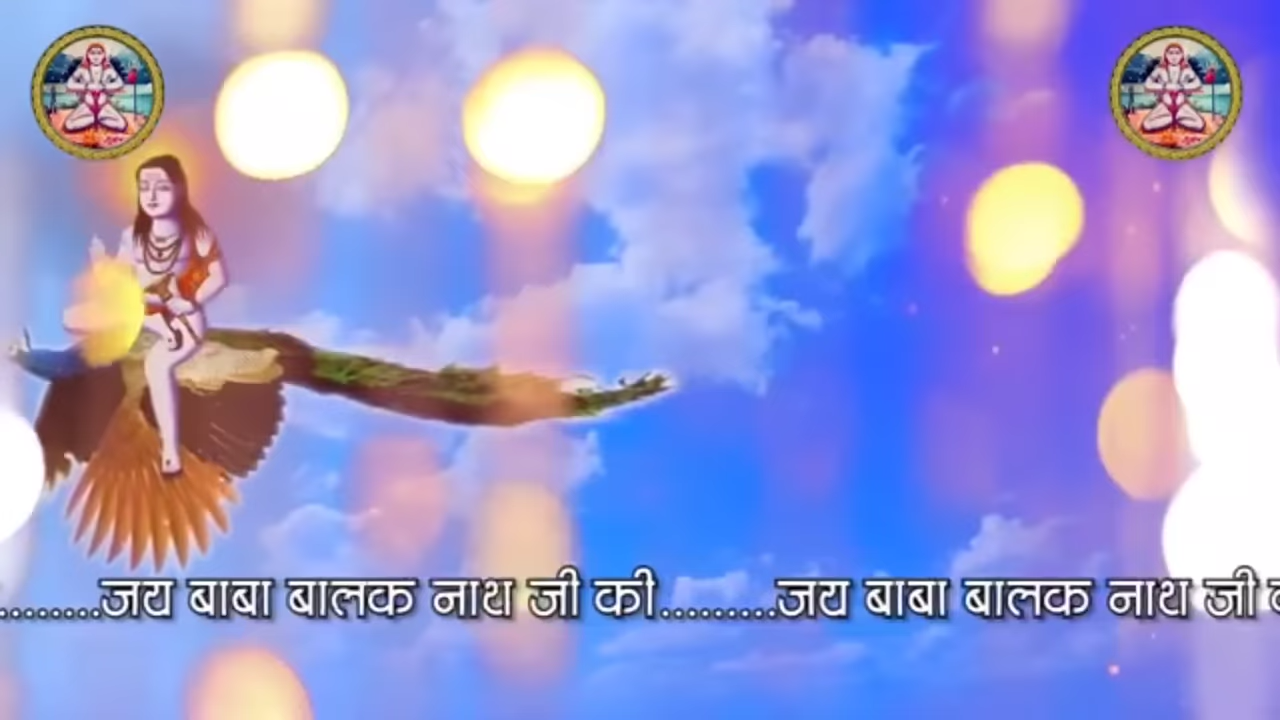 ........जय बाबा बालक नाथ जी की.........जय बाबा बालक नाथ जी